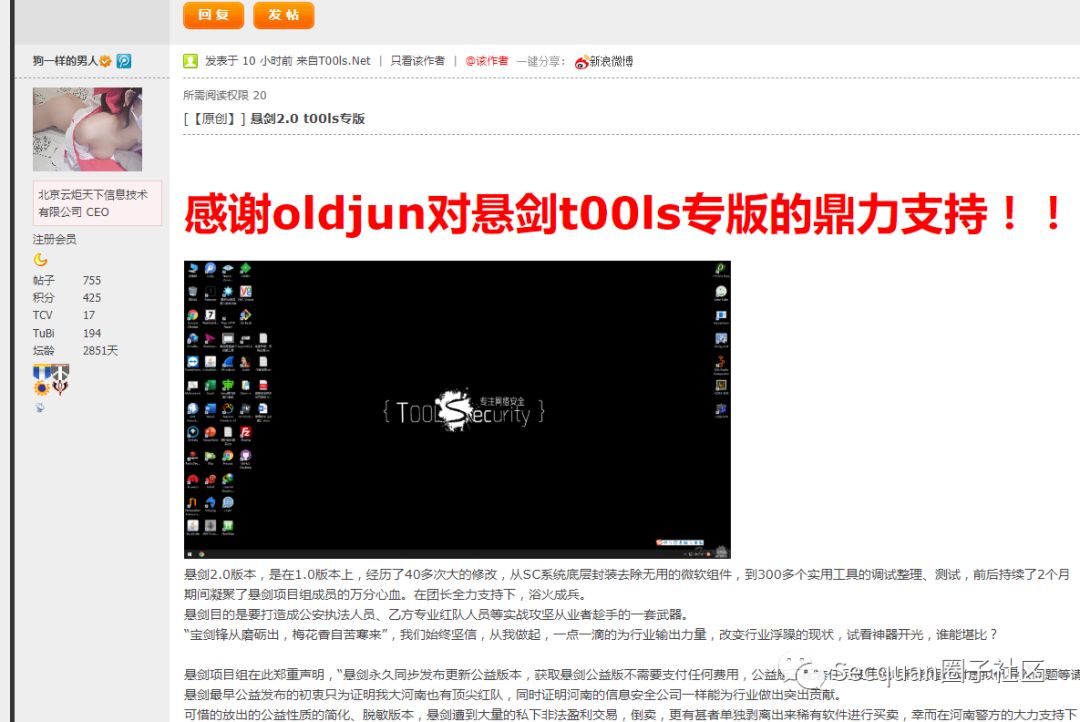 回复 发帖
狗一样的男人
发表于 10 小时前 来自T00ls.Net | 只看该作者 | @该作者 一键分享： 新浪微博
所需阅读权限 20
[【原创】] 悬剑2.0 t00ls专版
北京云炬天下信息技术
有限公司 CEO
注册会员
帖子 755
积分 425
TCV 17
TuBi 194
坛龄 2851天
感谢oldjun对悬剑t00ls专版的鼎力支持！！
专注网络安全
{ T00LS Security }
悬剑2.0版本，是在1.0版本上，经历了40多次大的修改，从SC系统底层封装去除无用的微软组件，到300多个实用工具的调试整理、测试，前后持续了2个月
期间凝聚了悬剑项目组成员的万分心血。在团长全力支持下，浴火成兵。
悬剑目的是要打造成公安执法人员、乙方专业红队人员等实战攻坚从业者趁手的一套武器。
“宝剑锋从磨砺出，梅花香自苦寒来”，我们始终坚信，从我做起，一点一滴的为行业输出力量，改变行业浮躁的现状，试看神器开光，谁能堪比？
悬剑项目组在此郑重声明，“悬剑永久同步发布更新公益版本，获取悬剑公益版不需要支付任何费用，公益版
Secquan圈子社区
悬剑最早公益发布的初衷只为证明我大河南也有顶尖红队，同时证明河南的信息安全公司一样能为行业做出突出贡献。
可惜的放出的公益性质的简化、脱敏版本，悬剑遭到大量的私下非法盈利交易，倒卖，更有甚者单独剥离出来稀有软件进行买卖，幸而在河南警方的大力支持下